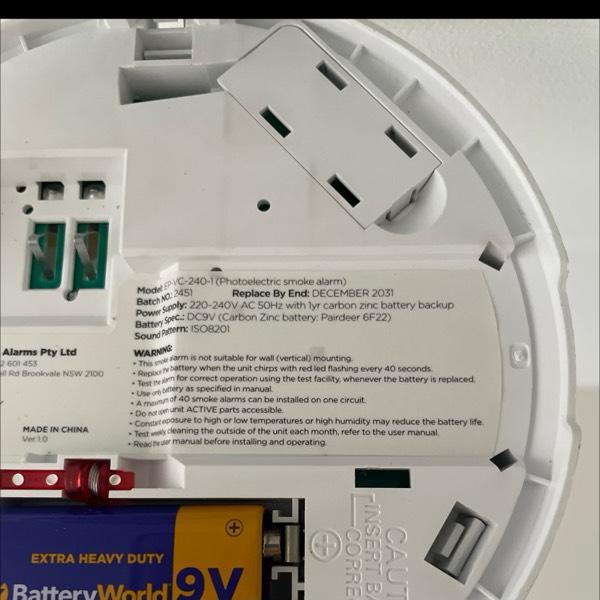 Model: EP-VC-240-1 (Photoelectric smoke alarm)
Batch NO.: 2451 Replace By End: DECEMBER 2031
Power Supply: 220-240V AC 50Hz with 1yr carbon zinc battery backup
Battery Spec.: DC9V (Carbon Zinc battery: Pairdeer 6F22)
Sound Pattern: ISO8201
Alarms Pty Ltd
2 601 453
Rd Brookvale NSW 2100
WARNING:
• This smoke alarm is not suitable for wall (vertical) mounting.
• Replace the battery when the unit chirps with red led flashing every 40 seconds.
• Test the alarm for correct operation using the test facility, whenever the battery is replaced.
• Use only battery as specified in manual.
• A maximum of 40 smoke alarms can be installed on one circuit.
• Do not open unit ACTIVE parts accessible.
• Constant exposure to high or low temperatures or high humidity may reduce the battery life.
• Test weekly, cleaning the outside of the unit each month, refer to the user manual.
• Read the user manual before installing and operating.
MADE IN CHINA
Ver:1.0
EXTRA HEAVY DUTY
BatteryWorld 9V
CAUT
INSERT BA
CORRE